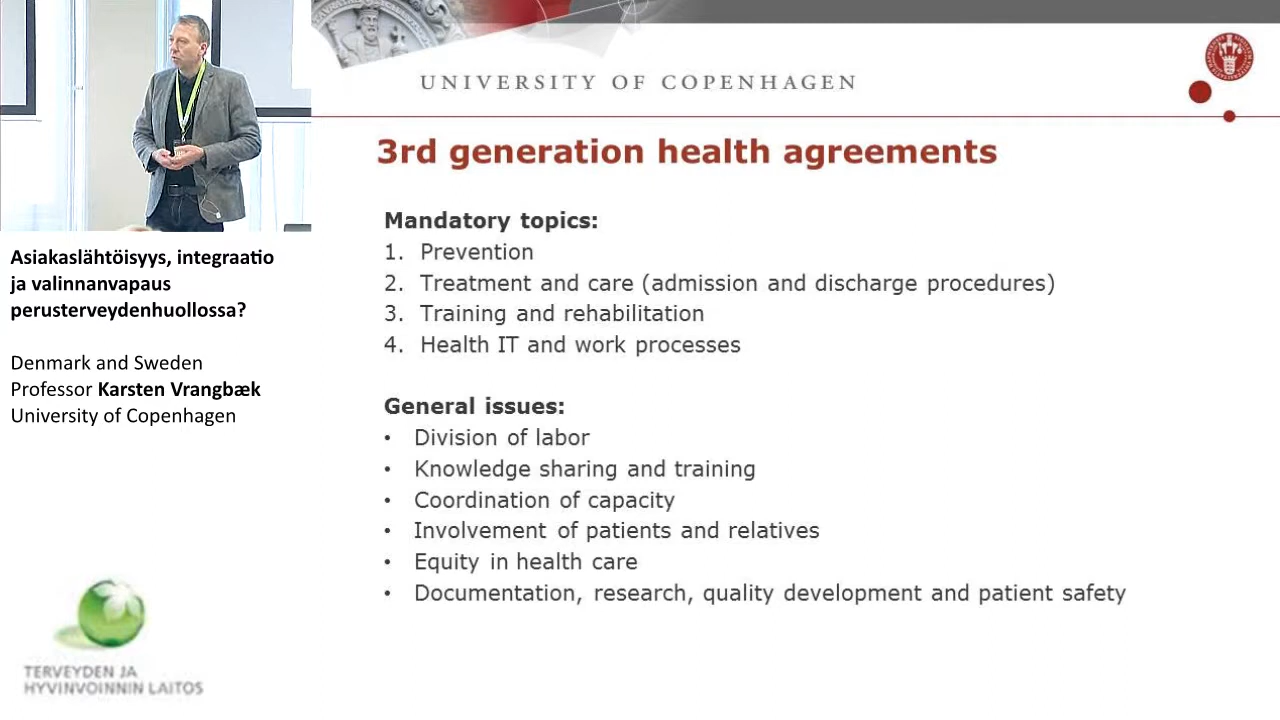 UNIVERSITY OF COPENHAGEN
3rd generation health agreements
Mandatory topics:
1. Prevention
2. Treatment and care (admission and discharge procedures)
3. Training and rehabilitation
4. Health IT and work processes
General issues:
• Division of labor
• Knowledge sharing and training
• Coordination of capacity
• Involvement of patients and relatives
• Equity in health care
• Documentation, research, quality development and patient safety
Asiakaslähtöisyys, integraatio
ja valinnanvapaus
perusterveydenhuollossa?
Denmark and Sweden
Professor Karsten Vrangbæk
University of Copenhagen
TERVEYDEN JA
HYVINVOINNIN LAITOS